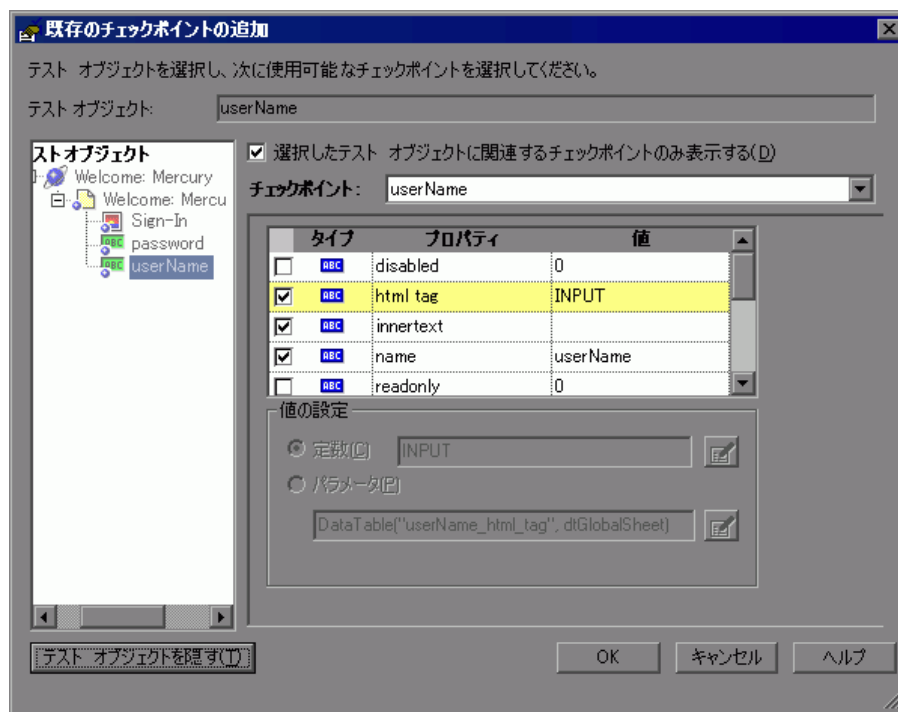 既存のチェックポイントの追加
テスト オブジェクトを選択し、次に使用可能なチェックポイントを選択してください。
テスト オブジェクト: userName
ストオブジェクト
Welcome: Mercury
Welcome: Mercu
Sign-In
password
userName
選択したテスト オブジェクトに関連するチェックポイントのみ表示する(D)
チェックポイント: userName
タイプ プロパティ 値
ABC disabled 0
ABC html tag INPUT
ABC innertext
ABC name userName
ABC readonly 0
値の設定
定数(C) INPUT
パラメータ(P)
DataTable("userName_html_tag", dtGlobalSheet)
テスト オブジェクトを隠す(T)
OK キャンセル ヘルプ